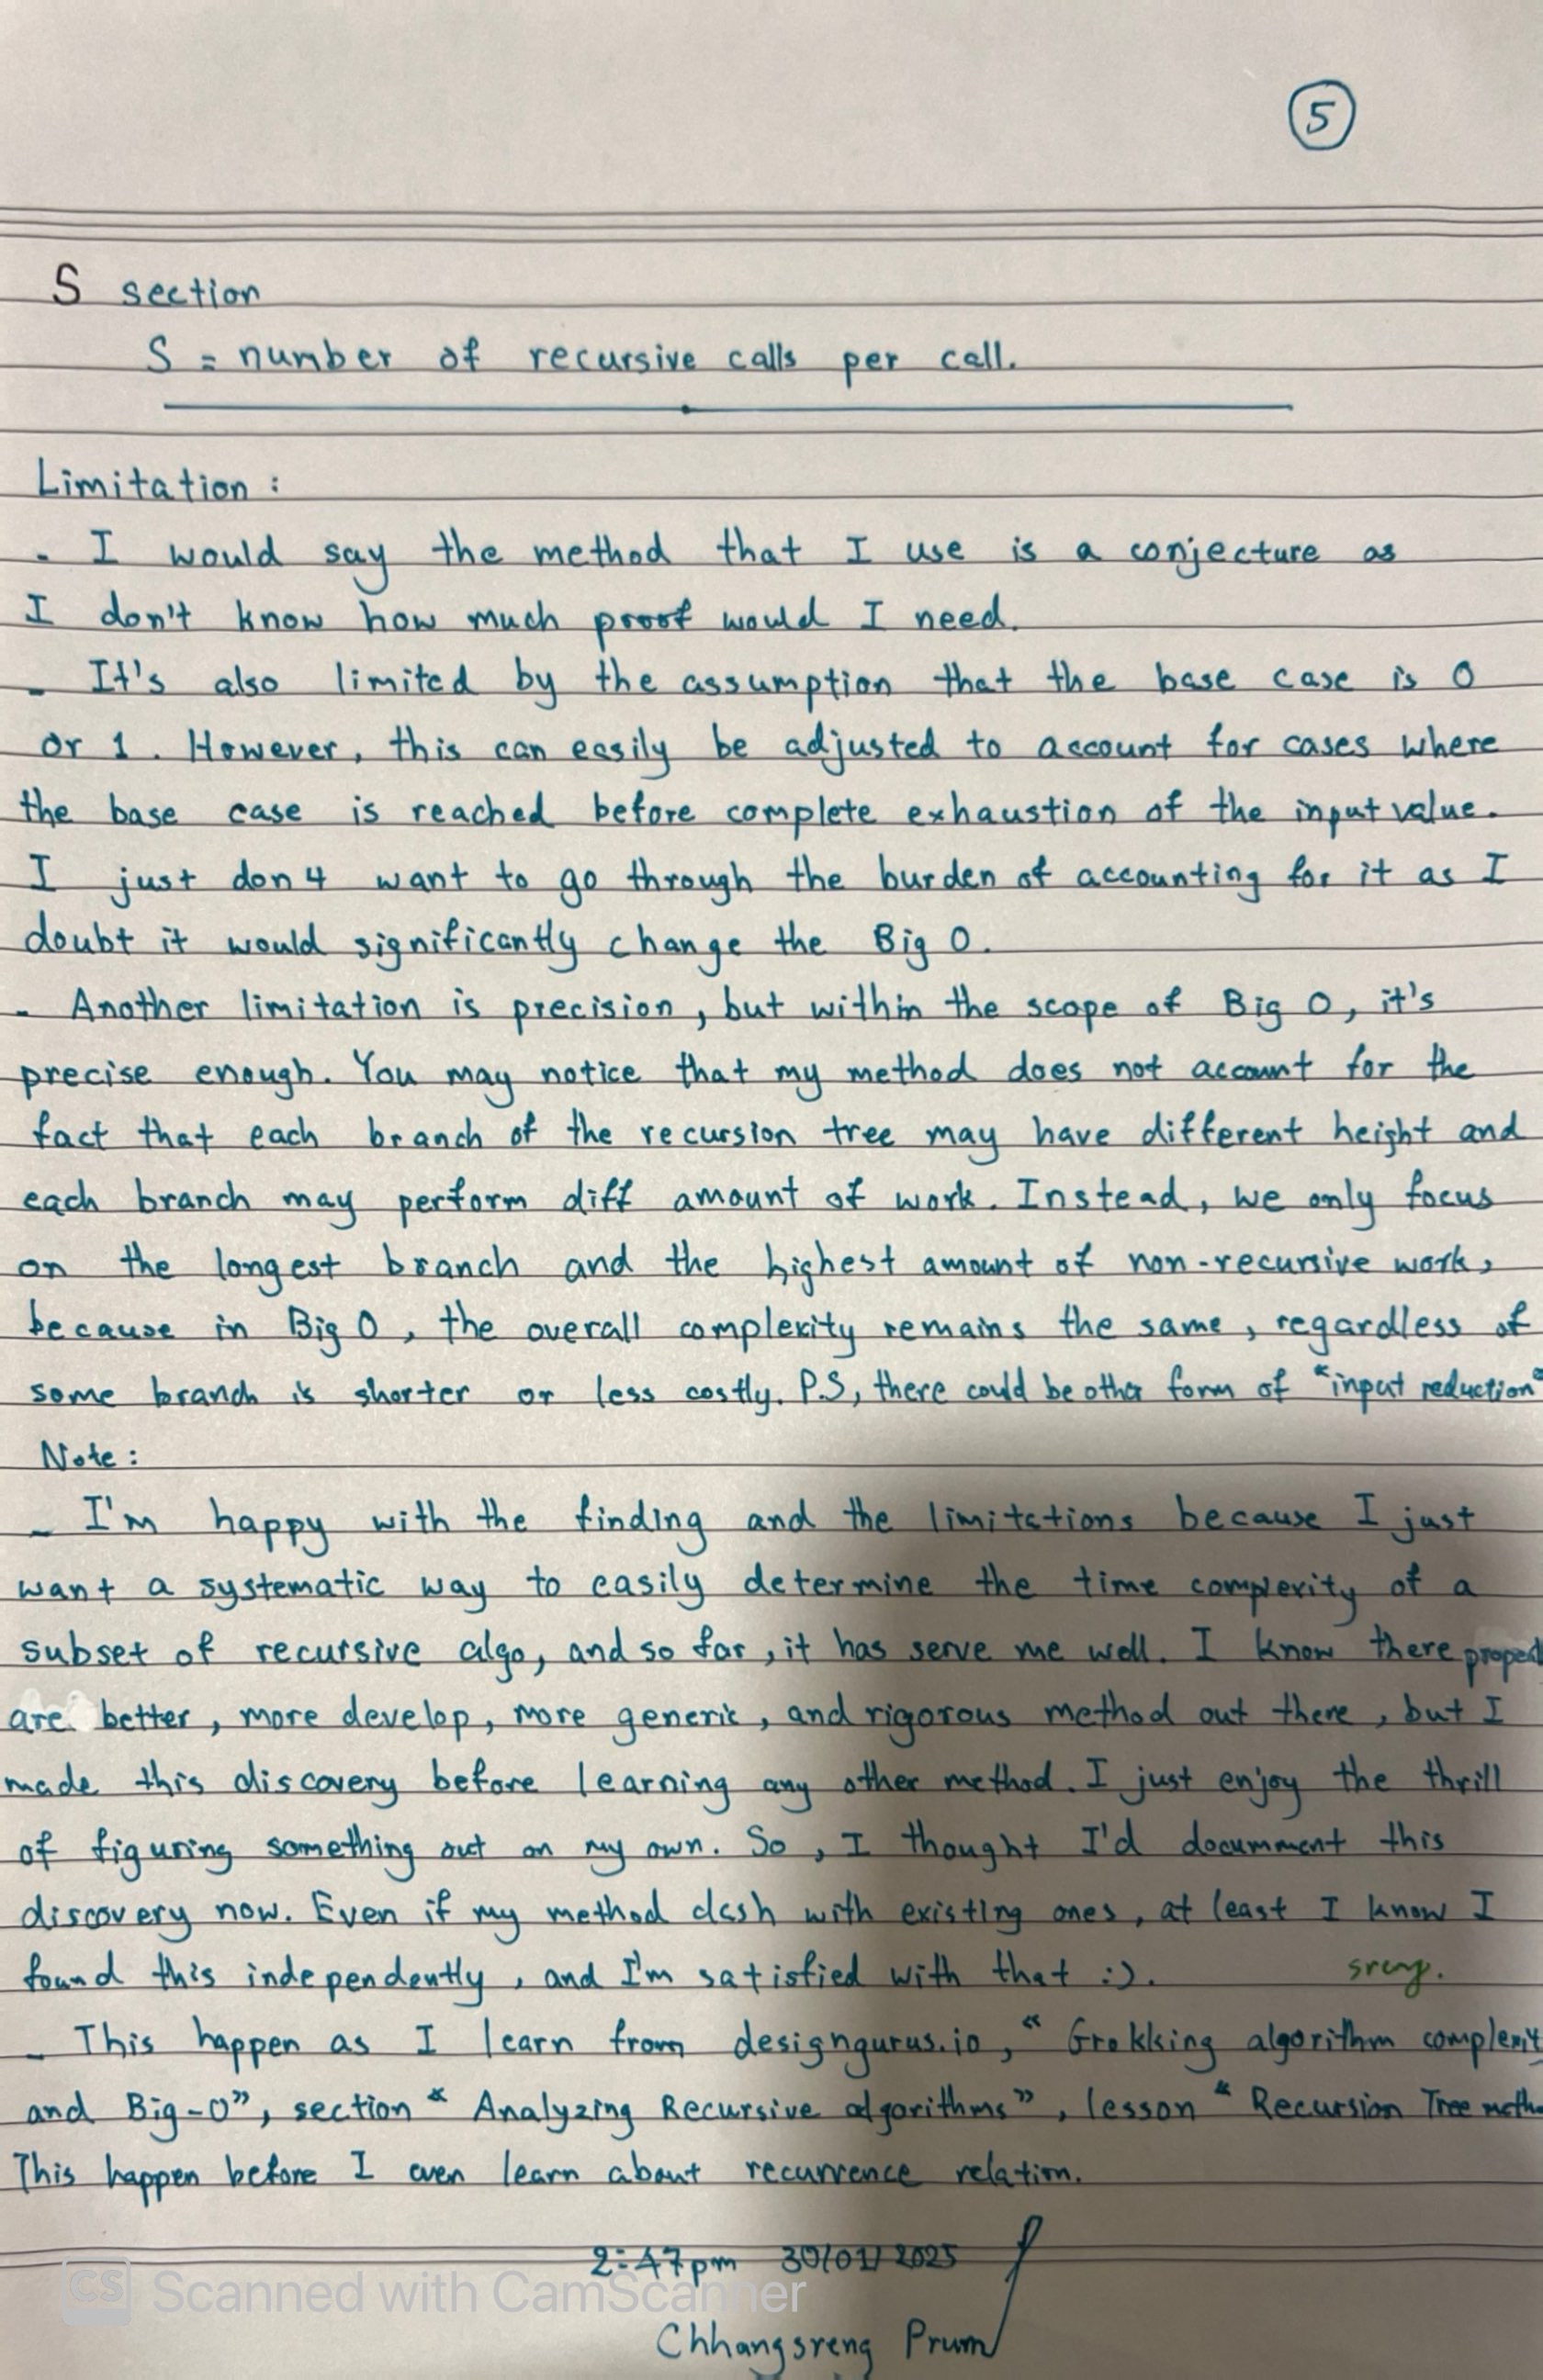 5
S section
S = number of recursive calls per call.
Limitation :
- I would say the method that I use is a conjecture as
I don't know how much proof would I need.
- It's also limited by the assumption that the base case is 0
or 1. However, this can easily be adjusted to account for cases where
the base case is reached before complete exhaustion of the input value.
I just don4 want to go through the burden of accounting for it as I
doubt it would significantly change the Big O.
- Another limitation is precision, but within the scope of Big O, it's
precise enough. You may notice that my method does not account for the
fact that each branch of the recursion tree may have different height and
each branch may perform diff amount of work. Instead, we only focus
on the longest branch and the highest amount of non-recursive work,
because in Big O, the overall complexity remains the same, regardless of
some branch is shorter or less costly. P.S, there could be other form of "input reduction"
Note :
- I'm happy with the finding and the limitations because I just
want a systematic way to easily determine the time complexity of a
subset of recursive algo, and so far, it has serve me well. I know there
are better, more develop, more generic, and rigorous method out there, but I
made this discovery before learning any other method. I just enjoy the thrill
of figuring something out on my own. So, I thought I'd documment this
discovery now. Even if my method clash with existing ones, at least I know I
found this independently, and I'm satisfied with that :).
- This happen as I learn from designgurus.io, "Grokking algorithm complexit
and Big-O", section "Analyzing Recursive algorithms", lesson "Recursion Tree meth
This happen before I even learn about recurrence relation.
2:47pm 30/01/2025
CS Scanned with CamScanner
Chhangsreng Prum